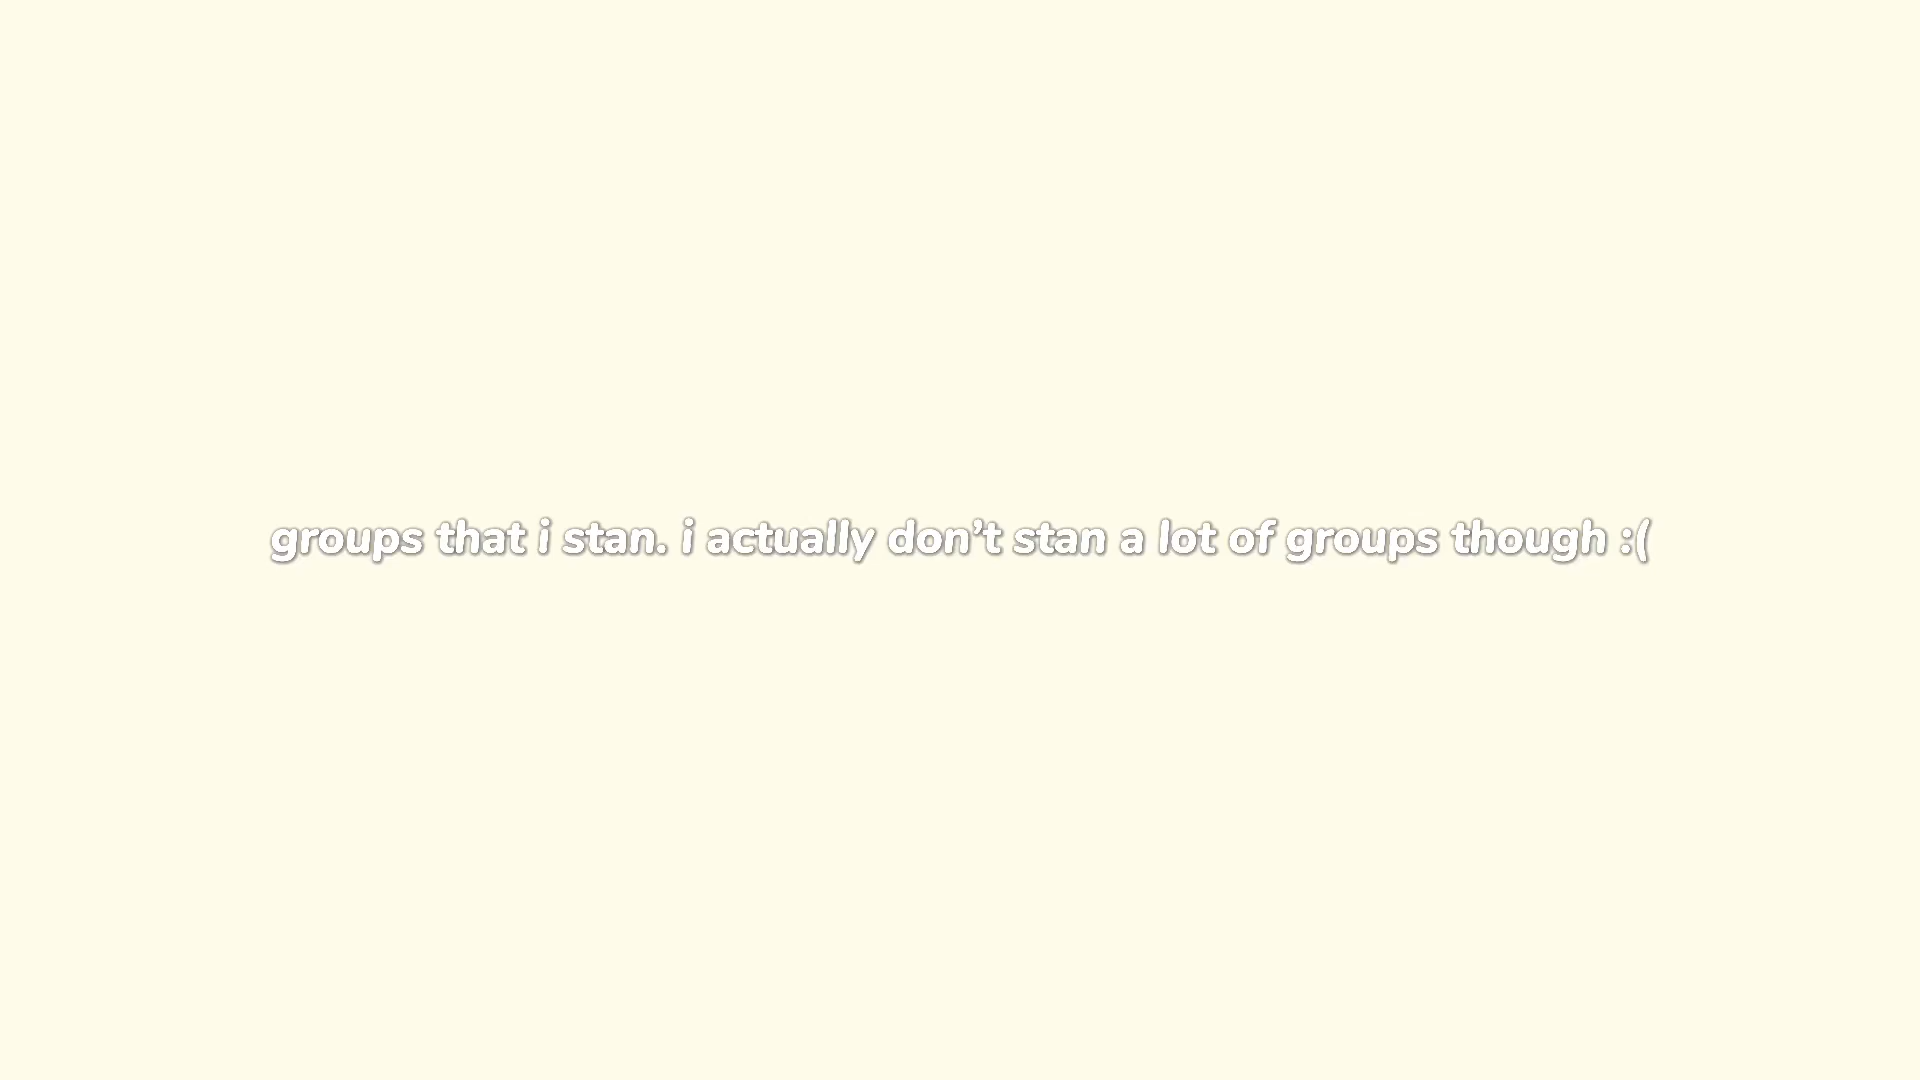 groups that i stan. i actually don’t stan a lot of groups though :(